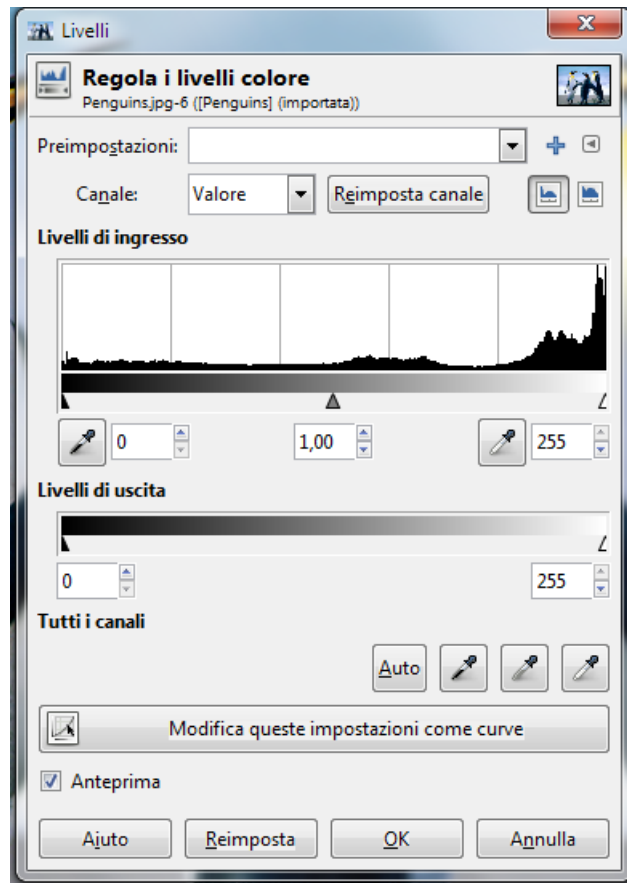 Livelli
Regola i livelli colore
Penguins.jpg-6 ([Penguins] (importata))
Preimpostazioni:
Canale: Valore Reimposta canale
Livelli di ingresso
0 1,00 255
Livelli di uscita
0 255
Tutti i canali
Auto
Modifica queste impostazioni come curve
Anteprima
Aiuto Reimposta OK Annulla